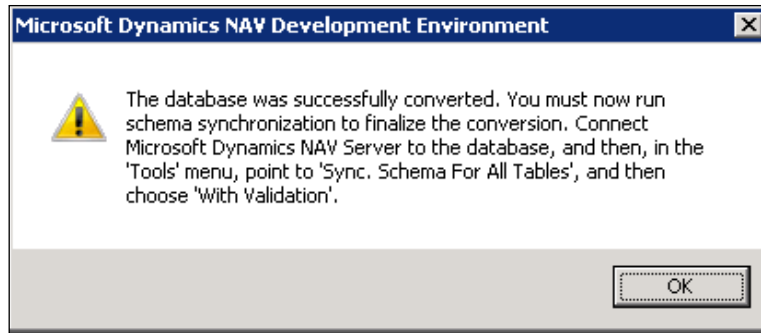 Microsoft Dynamics NAV Development Environment
The database was successfully converted. You must now run
schema synchronization to finalize the conversion. Connect
Microsoft Dynamics NAV Server to the database, and then, in the
'Tools' menu, point to 'Sync. Schema For All Tables', and then
choose 'With Validation'.
OK